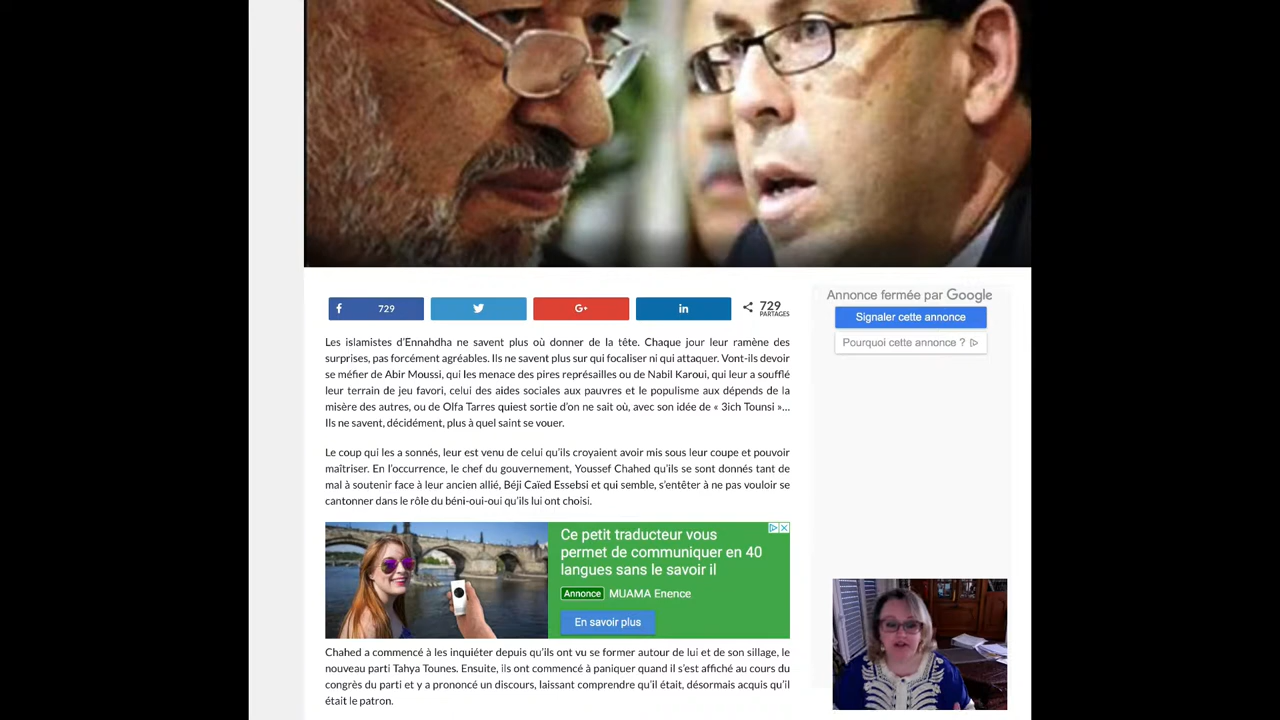 729
729
PARTAGES
Les islamistes d'Ennahdha ne savent plus où donner de la tête. Chaque jour leur ramène des
surprises, pas forcément agréables. Ils ne savent plus sur qui focaliser ni qui attaquer. Vont-ils devoir
se méfier de Abir Moussi, qui les menace des pires représailles ou de Nabil Karoui, qui leur a soufflé
leur terrain de jeu favori, celui des aides sociales aux pauvres et le populisme aux dépends de la
misère des autres, ou de Olfa Tarres quiest sortie d'on ne sait où, avec son idée de « 3ich Tounsi »...
Ils ne savent, décidément, plus à quel saint se vouer.
Le coup qui les a sonnés, leur est venu de celui qu'ils croyaient avoir mis sous leur coupe et pouvoir
maîtriser. En l'occurrence, le chef du gouvernement, Youssef Chahed qu'ils se sont donnés tant de
mal à soutenir face à leur ancien allié, Béji Caïed Essebsi et qui semble, s'entêter à ne pas vouloir se
cantonner dans le rôle du béni-oui-oui qu'ils lui ont choisi.
Ce petit traducteur vous
permet de communiquer en 40
langues sans le savoir il
Annonce MUAMA Enence
En savoir plus
Chahed a commencé à les inquiéter depuis qu'ils ont vu se former autour de lui et de son sillage, le
nouveau parti Tahya Tounes. Ensuite, ils ont commencé à paniquer quand il s'est affiché au cours du
congrès du parti et y a prononcé un discours, laissant comprendre qu'il était, désormais acquis qu'il
était le patron.
Annonce fermée par Google
Signaler cette annonce
Pourquoi cette annonce ?